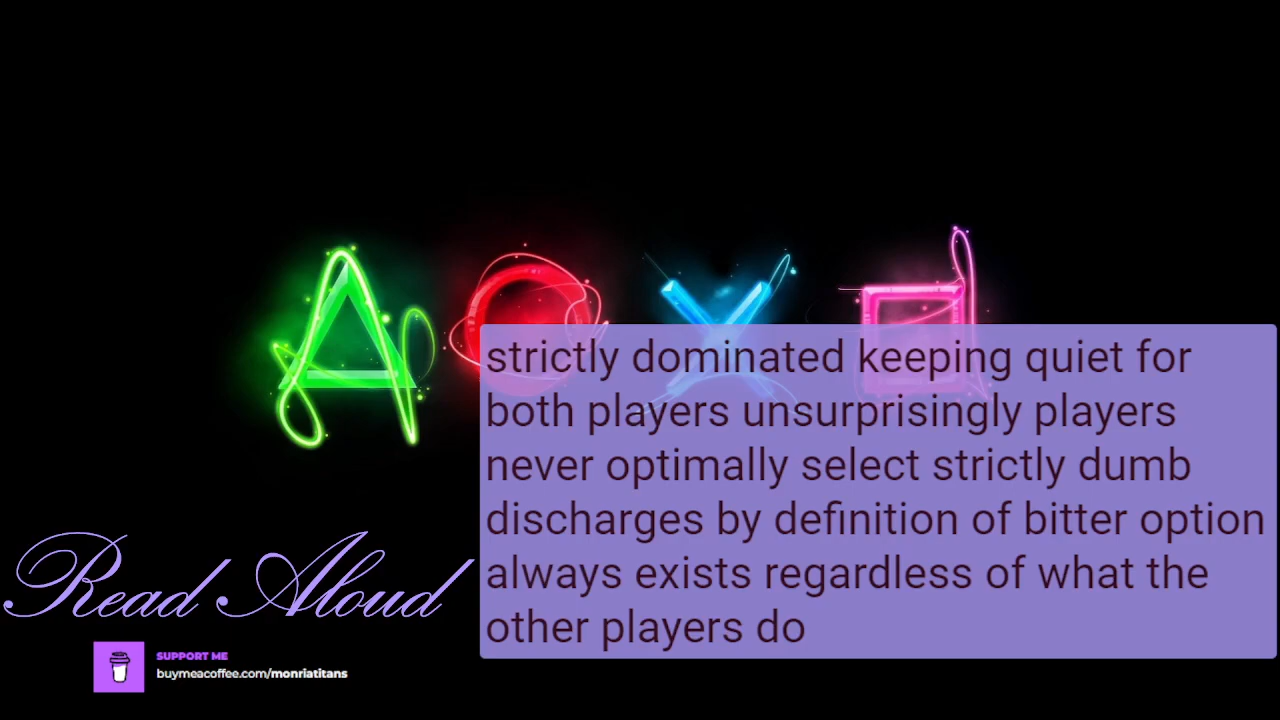 strictly dominated keeping quiet for
both players unsurprisingly players
never optimally select strictly dumb
discharges by definition of bitter option
always exists regardless of what the
other players do
Read Aloud
SUPPORT ME
buymeacoffee.com/monriatitans